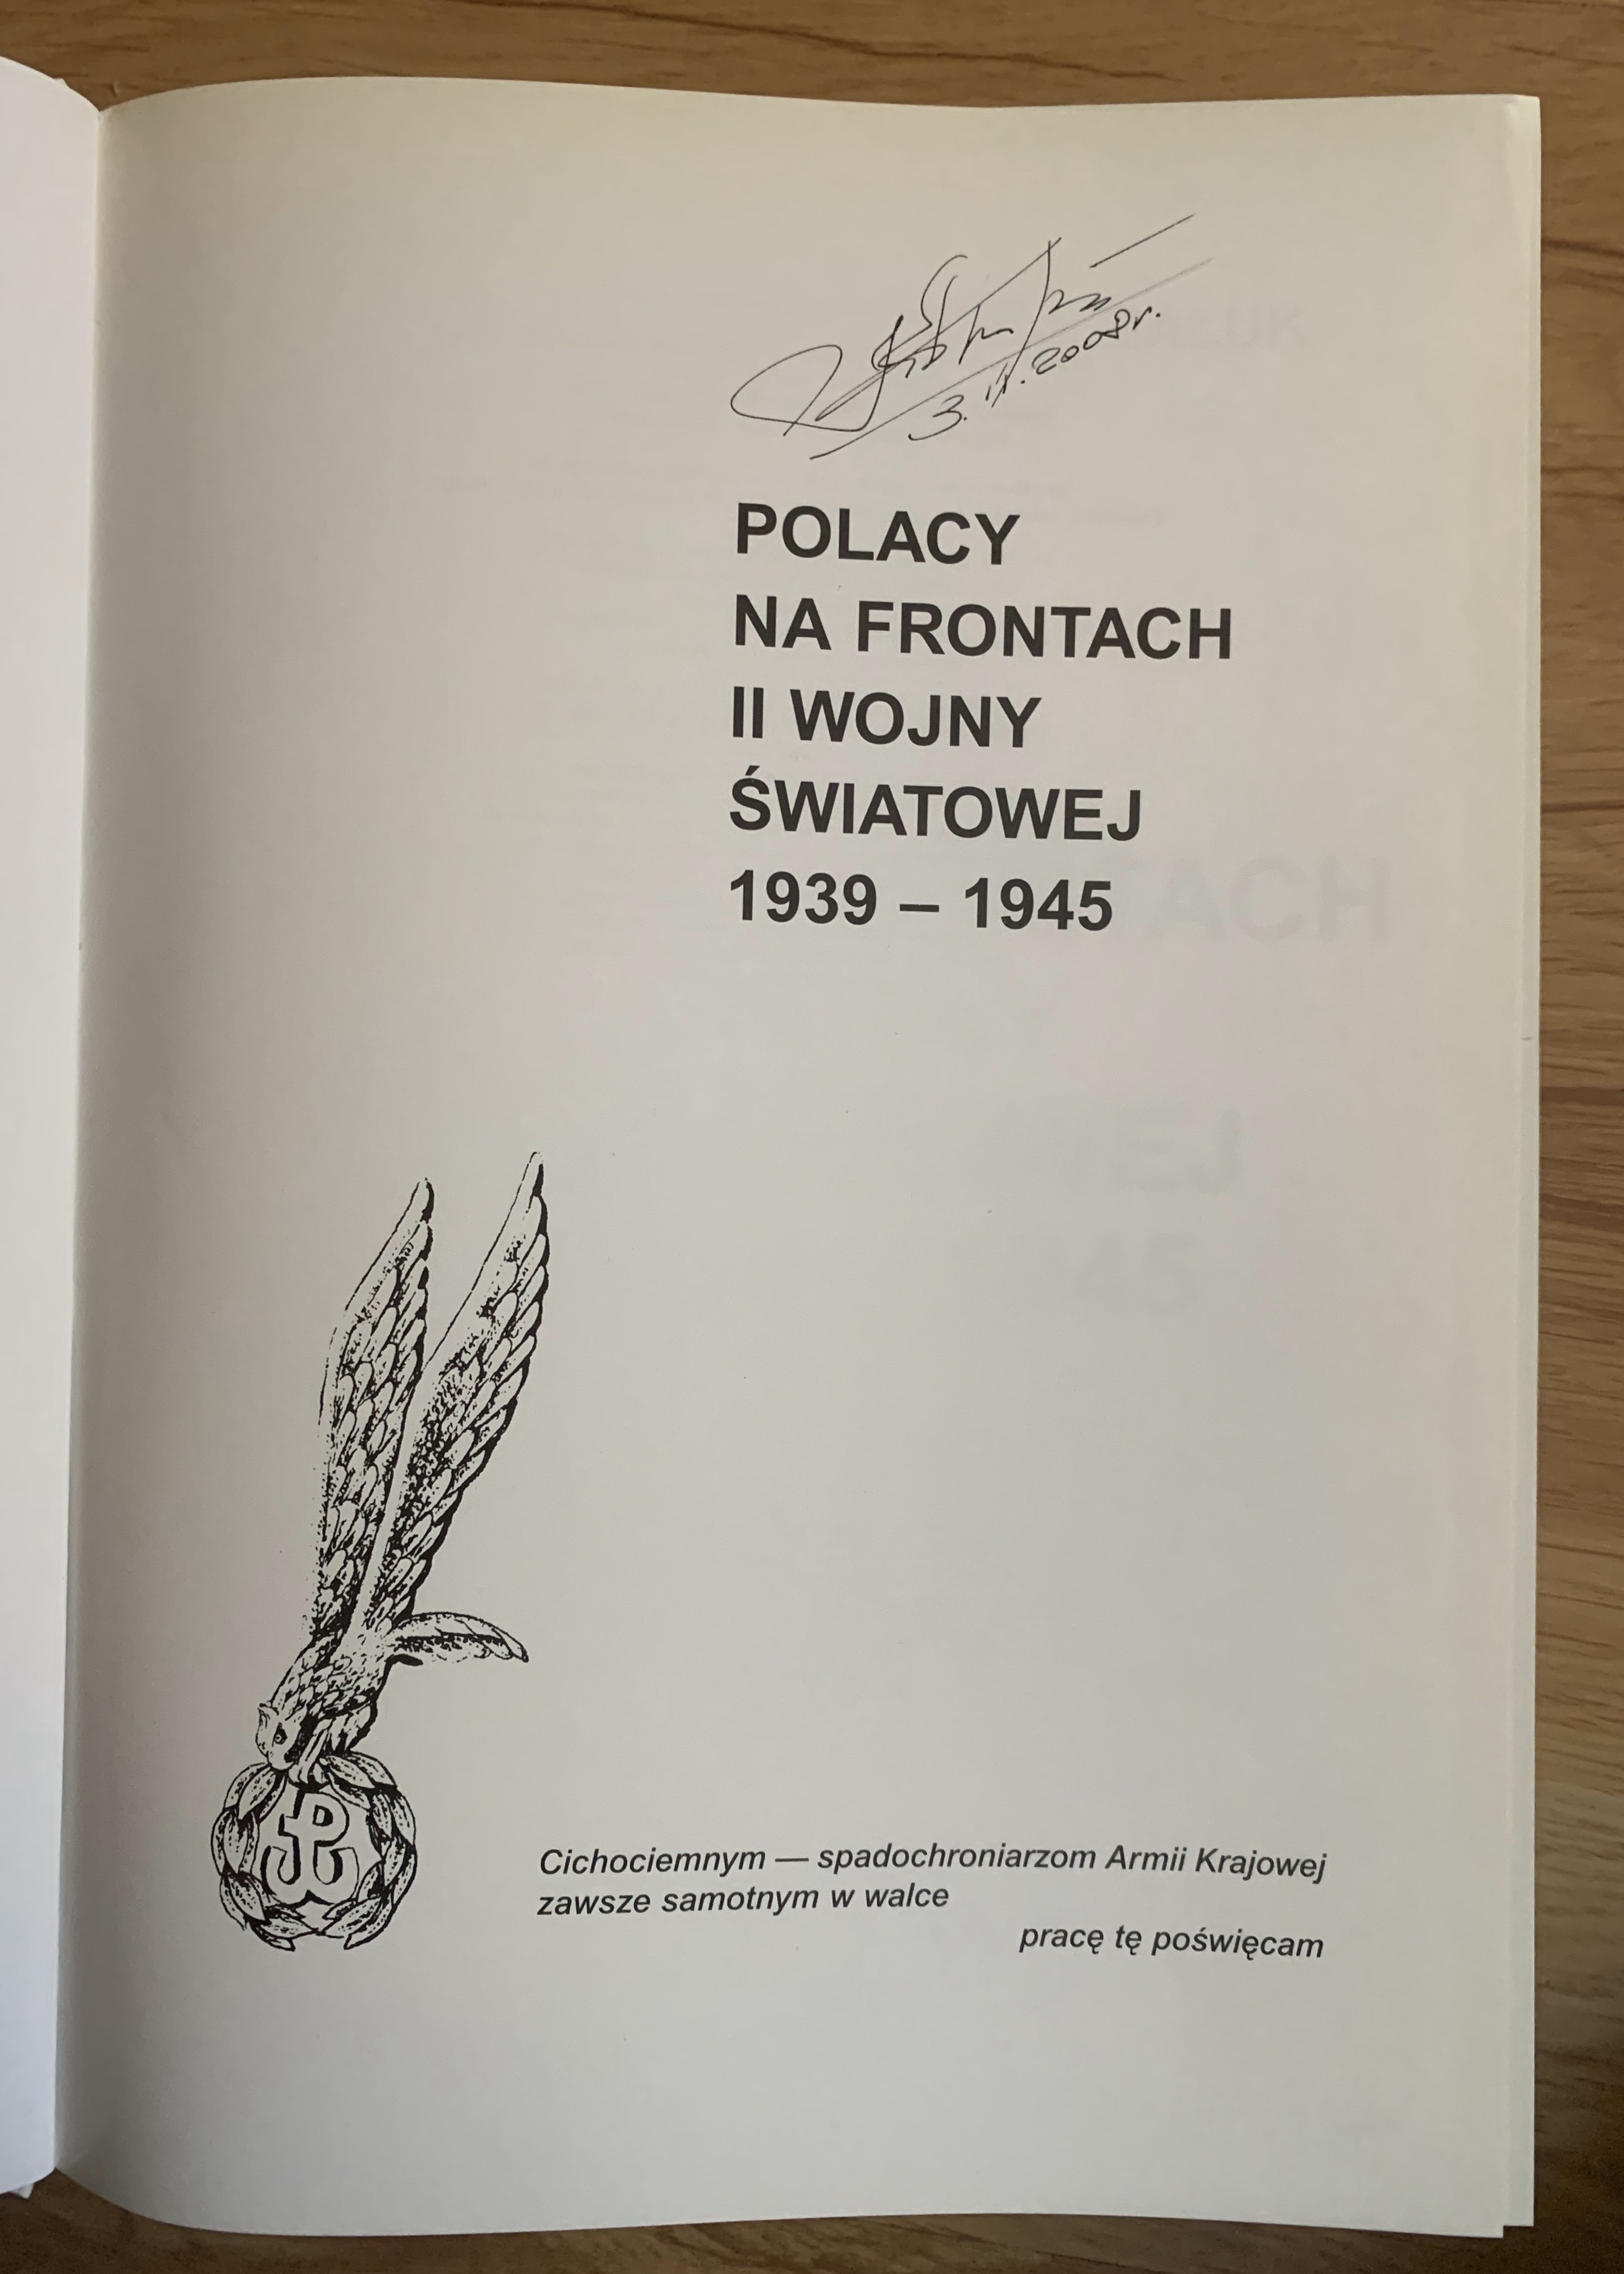 3. 11. 2008r.
POLACY
NA FRONTACH
II WOJNY
ŚWIATOWEJ
1939 – 1945
Cichociemnym — spadochroniarzom Armii Krajowej
zawsze samotnym w walce
pracę tę poświęcam